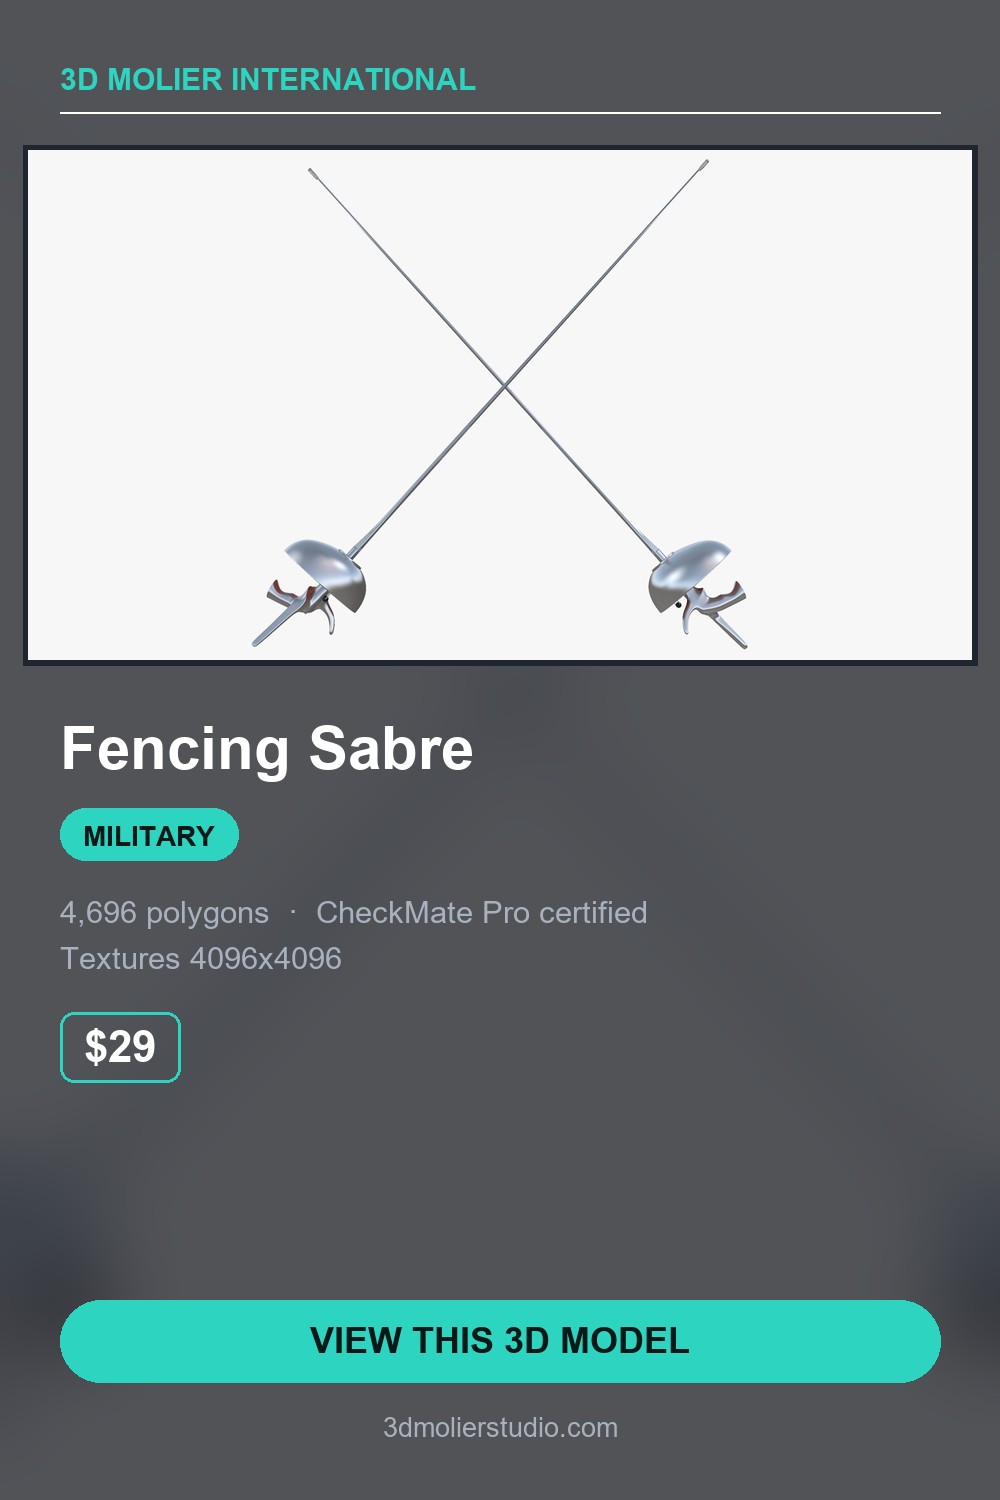 3D MOLIER INTERNATIONAL
Fencing Sabre
MILITARY
4,696 polygons · CheckMate Pro certified
Textures 4096x4096
$29
VIEW THIS 3D MODEL
3dmolierstudio.com